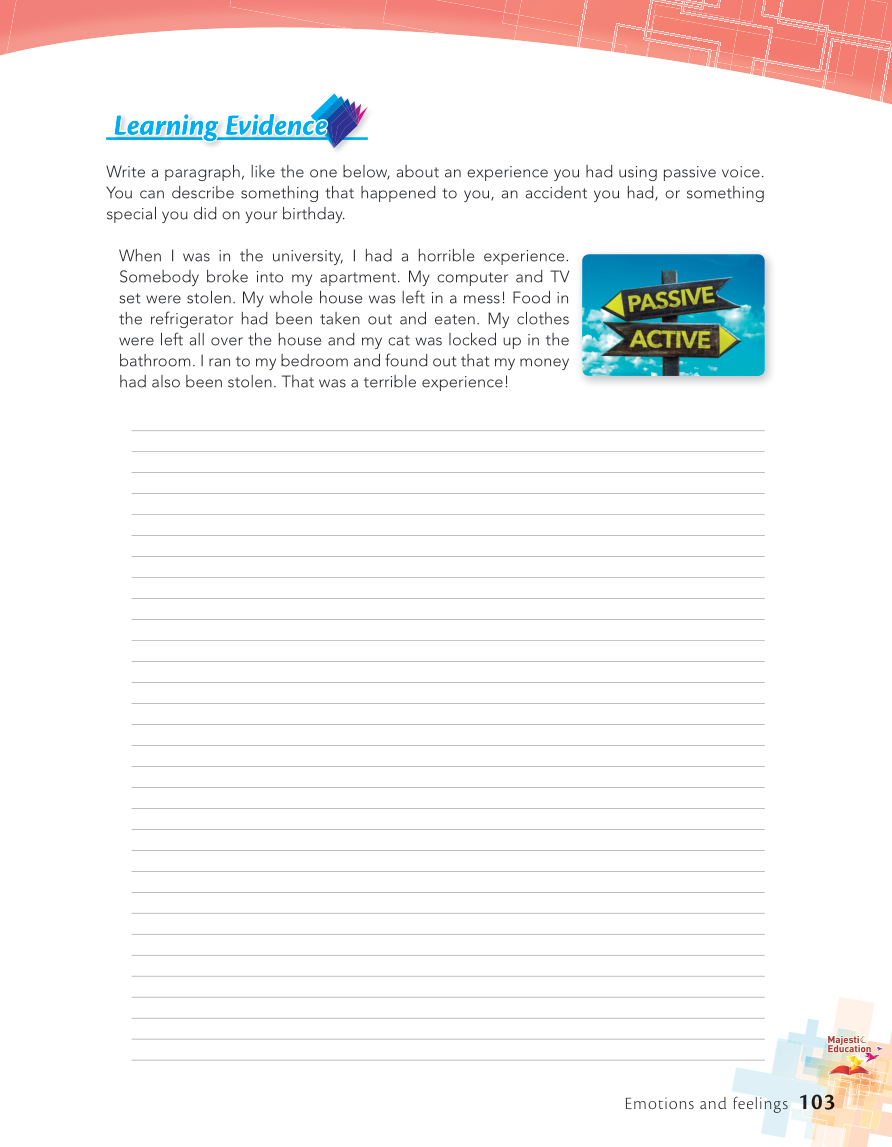 Learning Evidence
Write a paragraph, like the one below, about an experience you had using passive voice.
You can describe something that happened to you, an accident you had, or something
special you did on your birthday.
When I was in the university, I had a horrible experience.
Somebody broke into my apartment. My computer and TV
set were stolen. My whole house was left in a mess! Food in
the refrigerator had been taken out and eaten. My clothes
were left all over the house and my cat was locked up in the
bathroom. I ran to my bedroom and found out that my money
had also been stolen. That was a terrible experience!
PASSIVE
ACTIVE
Majestic
Education
Emotions and feelings 103